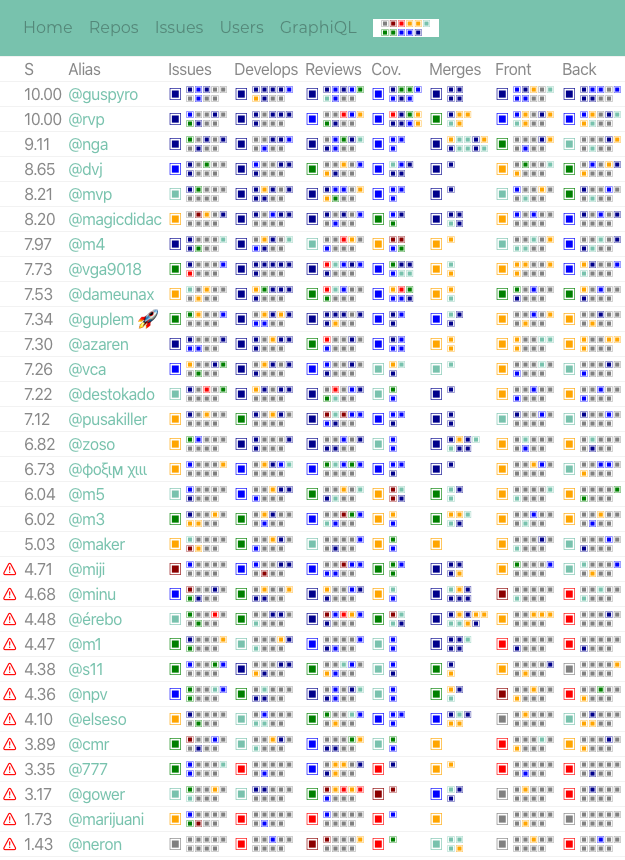 Home Repos Issues Users GraphiQL
S Alias Issues Develops Reviews Cov. Merges Front Back
10.00 @guspyro
10.00 @rvp
9.11 @nga
8.65 @dvj
8.21 @mvp
8.20 @magicdidac
7.97 @m4
7.73 @vga9018
7.53 @dameunax
7.34 @guplem 🚀
7.30 @azaren
7.26 @vca
7.22 @destokado
7.12 @pusakiller
6.82 @zoso
6.73 @φοξιμ χιιι
6.04 @m5
6.02 @m3
5.03 @maker
4.71 @miji
4.68 @minu
4.48 @érebo
4.47 @m1
4.38 @s11
4.36 @npv
4.10 @elseso
3.89 @cmr
3.35 @777
3.17 @gower
1.73 @marijuani
1.43 @neron